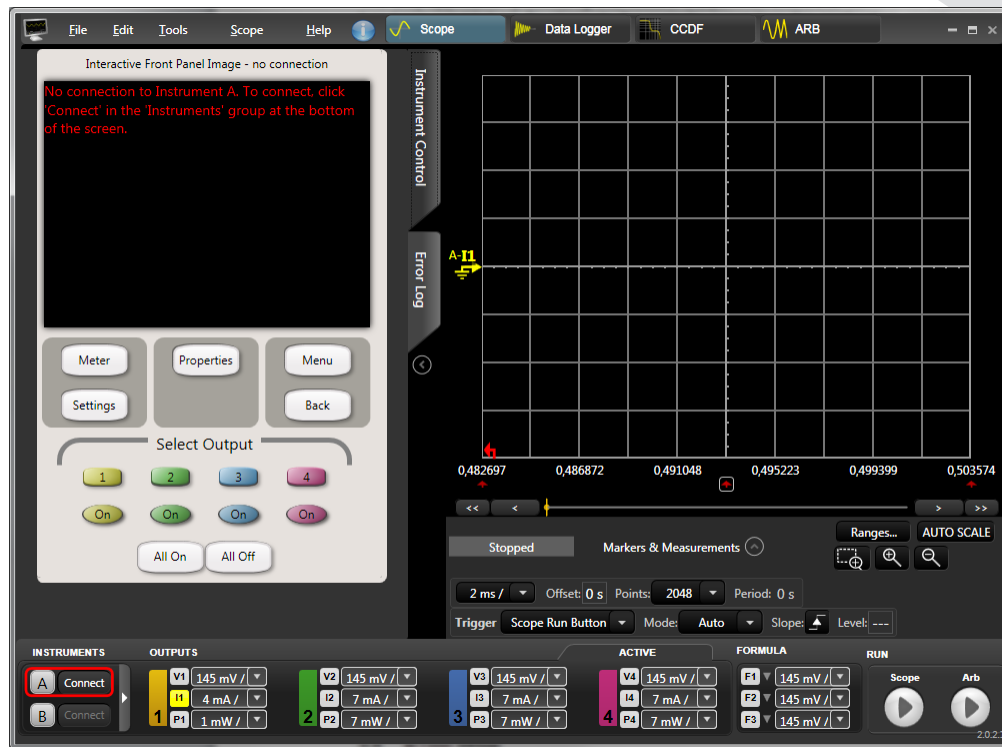 File Edit Tools Scope Help i Scope Data Logger CCDF ARB
Interactive Front Panel Image - no connection
No connection to Instrument A. To connect, click
'Connect' in the 'Instruments' group at the bottom
of the screen.
Instrument Control
Error Log
Meter Properties Menu
Settings Back
Select Output
1 2 3 4
On On On On
All On All Off
A-I1
0,482697 0,486872 0,491048 0,495223 0,499399 0,503574
<< < > >>
Stopped Markers & Measurements Ranges... AUTO SCALE
2 ms / Offset: 0 s Points: 2048 Period: 0 s
Trigger Scope Run Button Mode: Auto Slope: Level: ---
INSTRUMENTS OUTPUTS ACTIVE FORMULA RUN
A Connect
B Connect
1 V1 145 mV /
I1 4 mA /
P1 1 mW /
2 V2 145 mV /
I2 7 mA /
P2 7 mW /
3 V3 145 mV /
I3 7 mA /
P3 7 mW /
4 V4 145 mV /
I4 7 mA /
P4 7 mW /
F1 145 mV /
F2 145 mV /
F3 145 mV /
Scope Arb